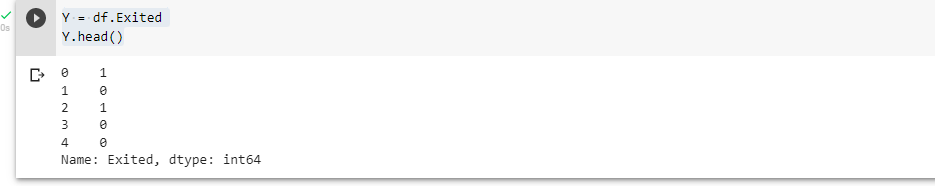 0s
Y = df.Exited
Y.head()
0    1
1    0
2    1
3    0
4    0
Name: Exited, dtype: int64